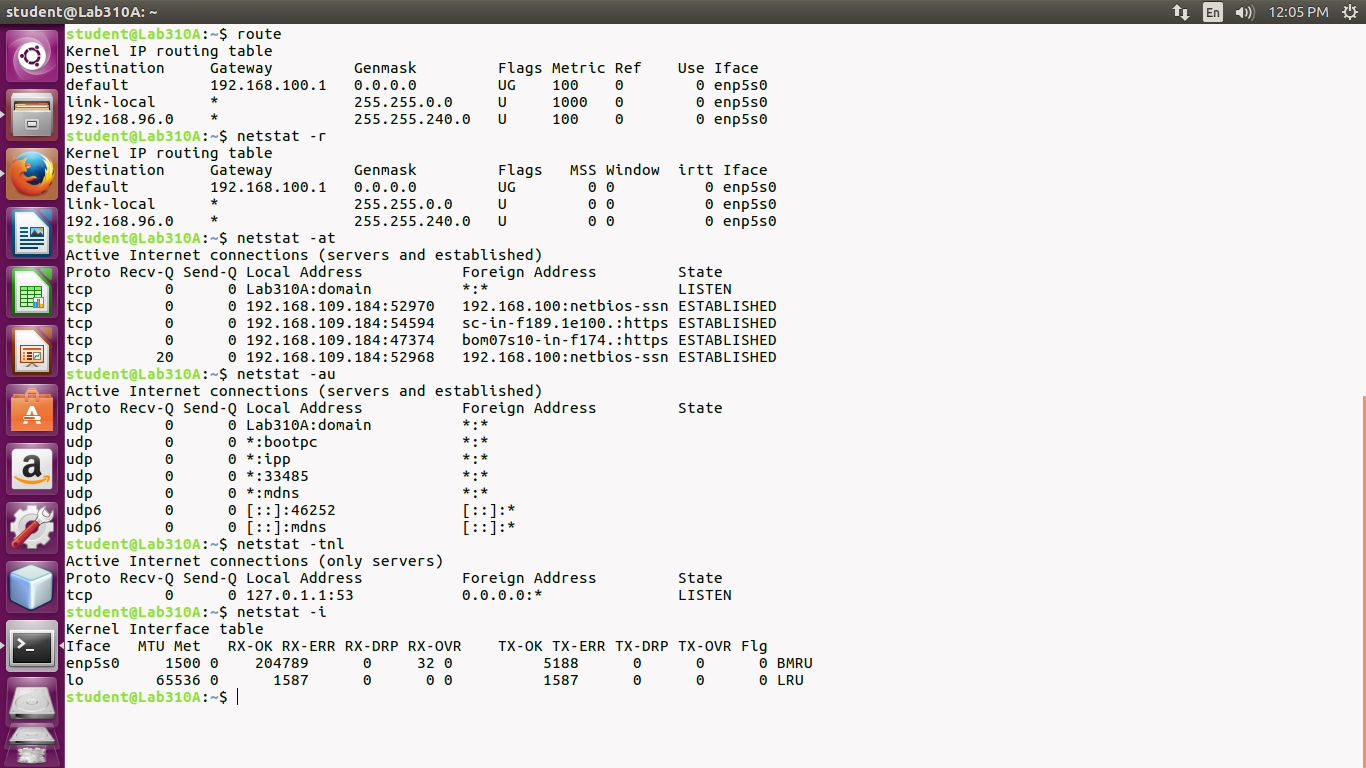 student@Lab310A: ~
En
12:05 PM
student@Lab310A:~$ route
Kernel IP routing table
Destination     Gateway         Genmask         Flags Metric Ref    Use Iface
default         192.168.100.1   0.0.0.0         UG    100    0        0 enp5s0
link-local      *               255.255.0.0     U     1000   0        0 enp5s0
192.168.96.0    *               255.255.240.0   U     100    0        0 enp5s0
student@Lab310A:~$ netstat -r
Kernel IP routing table
Destination     Gateway         Genmask         Flags   MSS Window  irtt Iface
default         192.168.100.1   0.0.0.0         UG        0 0          0 enp5s0
link-local      *               255.255.0.0     U         0 0          0 enp5s0
192.168.96.0    *               255.255.240.0   U         0 0          0 enp5s0
student@Lab310A:~$ netstat -at
Active Internet connections (servers and established)
Proto Recv-Q Send-Q Local Address           Foreign Address         State
tcp        0      0 Lab310A:domain          *:*                     LISTEN
tcp        0      0 192.168.109.184:52970   192.168.100:netbios-ssn ESTABLISHED
tcp        0      0 192.168.109.184:54594   sc-in-f189.1e100.:https ESTABLISHED
tcp        0      0 192.168.109.184:47374   bom07s10-in-f174.:https ESTABLISHED
tcp       20      0 192.168.109.184:52968   192.168.100:netbios-ssn ESTABLISHED
student@Lab310A:~$ netstat -au
Active Internet connections (servers and established)
Proto Recv-Q Send-Q Local Address           Foreign Address         State
udp        0      0 Lab310A:domain          *:*
udp        0      0 *:bootpc                *:*
udp        0      0 *:ipp                   *:*
udp        0      0 *:33485                 *:*
udp        0      0 *:mdns                  *:*
udp6       0      0 [::]:46252              [::]:*
udp6       0      0 [::]:mdns               [::]:*
student@Lab310A:~$ netstat -tnl
Active Internet connections (only servers)
Proto Recv-Q Send-Q Local Address           Foreign Address         State
tcp        0      0 127.0.1.1:53            0.0.0.0:*               LISTEN
student@Lab310A:~$ netstat -i
Kernel Interface table
Iface   MTU Met   RX-OK RX-ERR RX-DRP RX-OVR    TX-OK TX-ERR TX-DRP TX-OVR Flg
enp5s0     1500 0    204789      0     32 0          5188      0      0      0 BMRU
lo        65536 0      1587      0      0 0          1587      0      0      0 LRU
student@Lab310A:~$